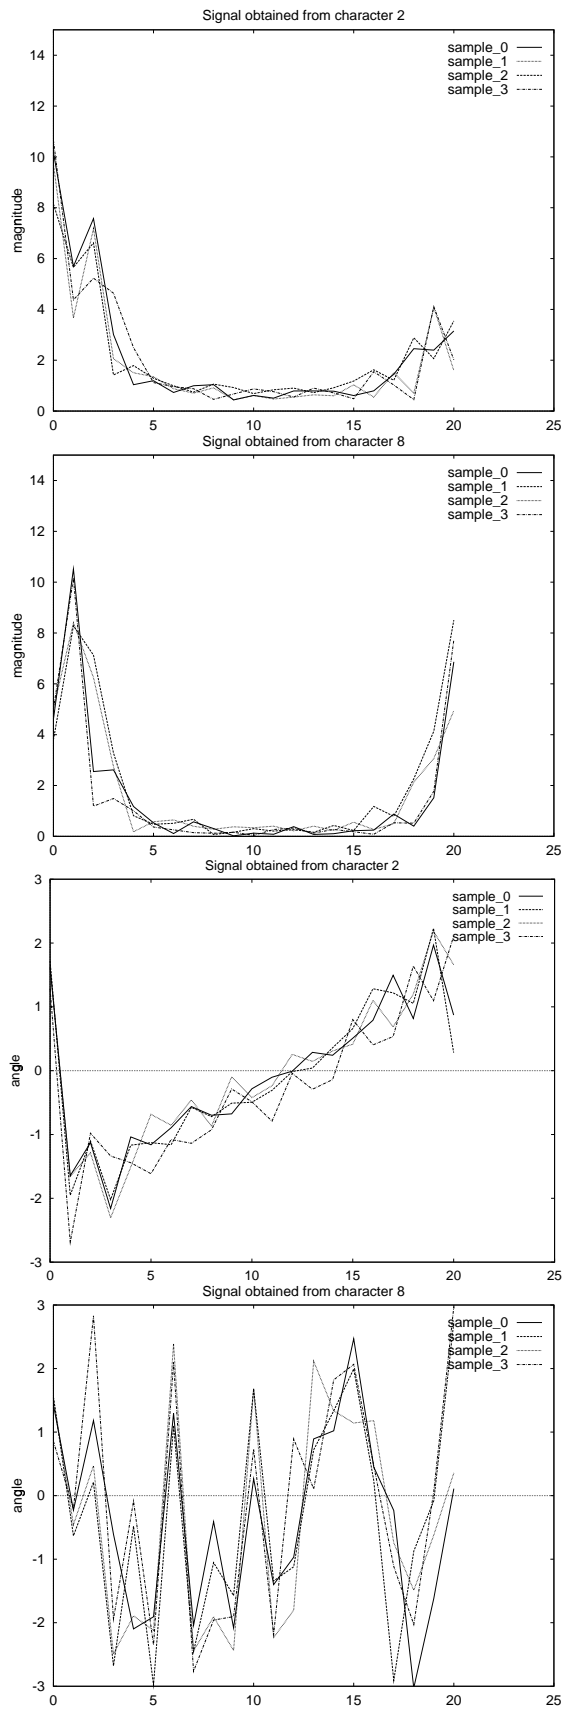 Signal obtained from character 2
14
12
10
8
6
4
2
0
magnitude
sample_0
sample_1
sample_2
sample_3
0 5 10 15 20 25
Signal obtained from character 8
14
12
10
8
6
4
2
0
magnitude
sample_0
sample_1
sample_2
sample_3
0 5 10 15 20 25
Signal obtained from character 2
3
2
1
0
-1
-2
-3
angle
sample_0
sample_1
sample_2
sample_3
0 5 10 15 20 25
Signal obtained from character 8
3
2
1
0
-1
-2
-3
angle
sample_0
sample_1
sample_2
sample_3
0 5 10 15 20 25